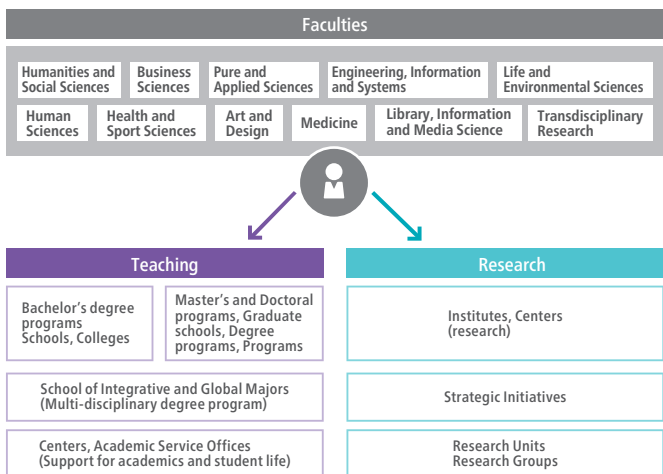 Faculties
Humanities and
Social Sciences
Business
Sciences
Pure and
Applied Sciences
Engineering, Information
and Systems
Life and
Environmental Sciences
Human
Sciences
Health and
Sport Sciences
Art and
Design
Medicine
Library, Information
and Media Science
Transdisciplinary
Research
Teaching
Bachelor's degree
programs
Schools, Colleges
Master's and Doctoral
programs, Graduate
schools, Degree
programs, Programs
School of Integrative and Global Majors
(Multi-disciplinary degree program)
Centers, Academic Service Offices
(Support for academics and student life)
Research
Institutes, Centers
(research)
Strategic Initiatives
Research Units
Research Groups